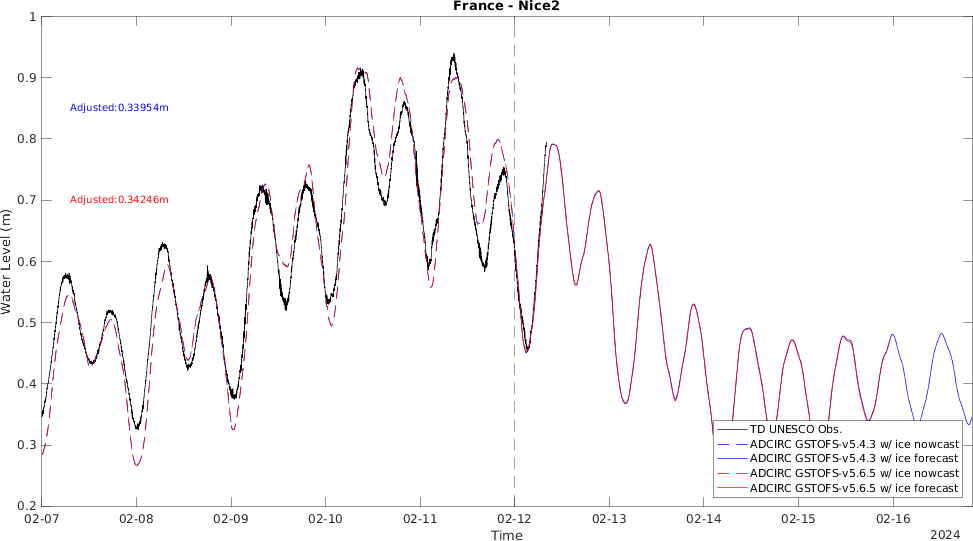 France - Nice2
1
0.9
0.8
0.7
0.6
0.5
0.4
0.3
0.2
Water Level (m)
Adjusted:0.33954m
Adjusted:0.34246m
TD UNESCO Obs.
ADCIRC GSTOFS-v5.4.3 w/ ice nowcast
ADCIRC GSTOFS-v5.4.3 w/ ice forecast
ADCIRC GSTOFS-v5.6.5 w/ ice nowcast
ADCIRC GSTOFS-v5.6.5 w/ ice forecast
02-07 02-08 02-09 02-10 02-11 02-12 02-13 02-14 02-15 02-16
Time
2024